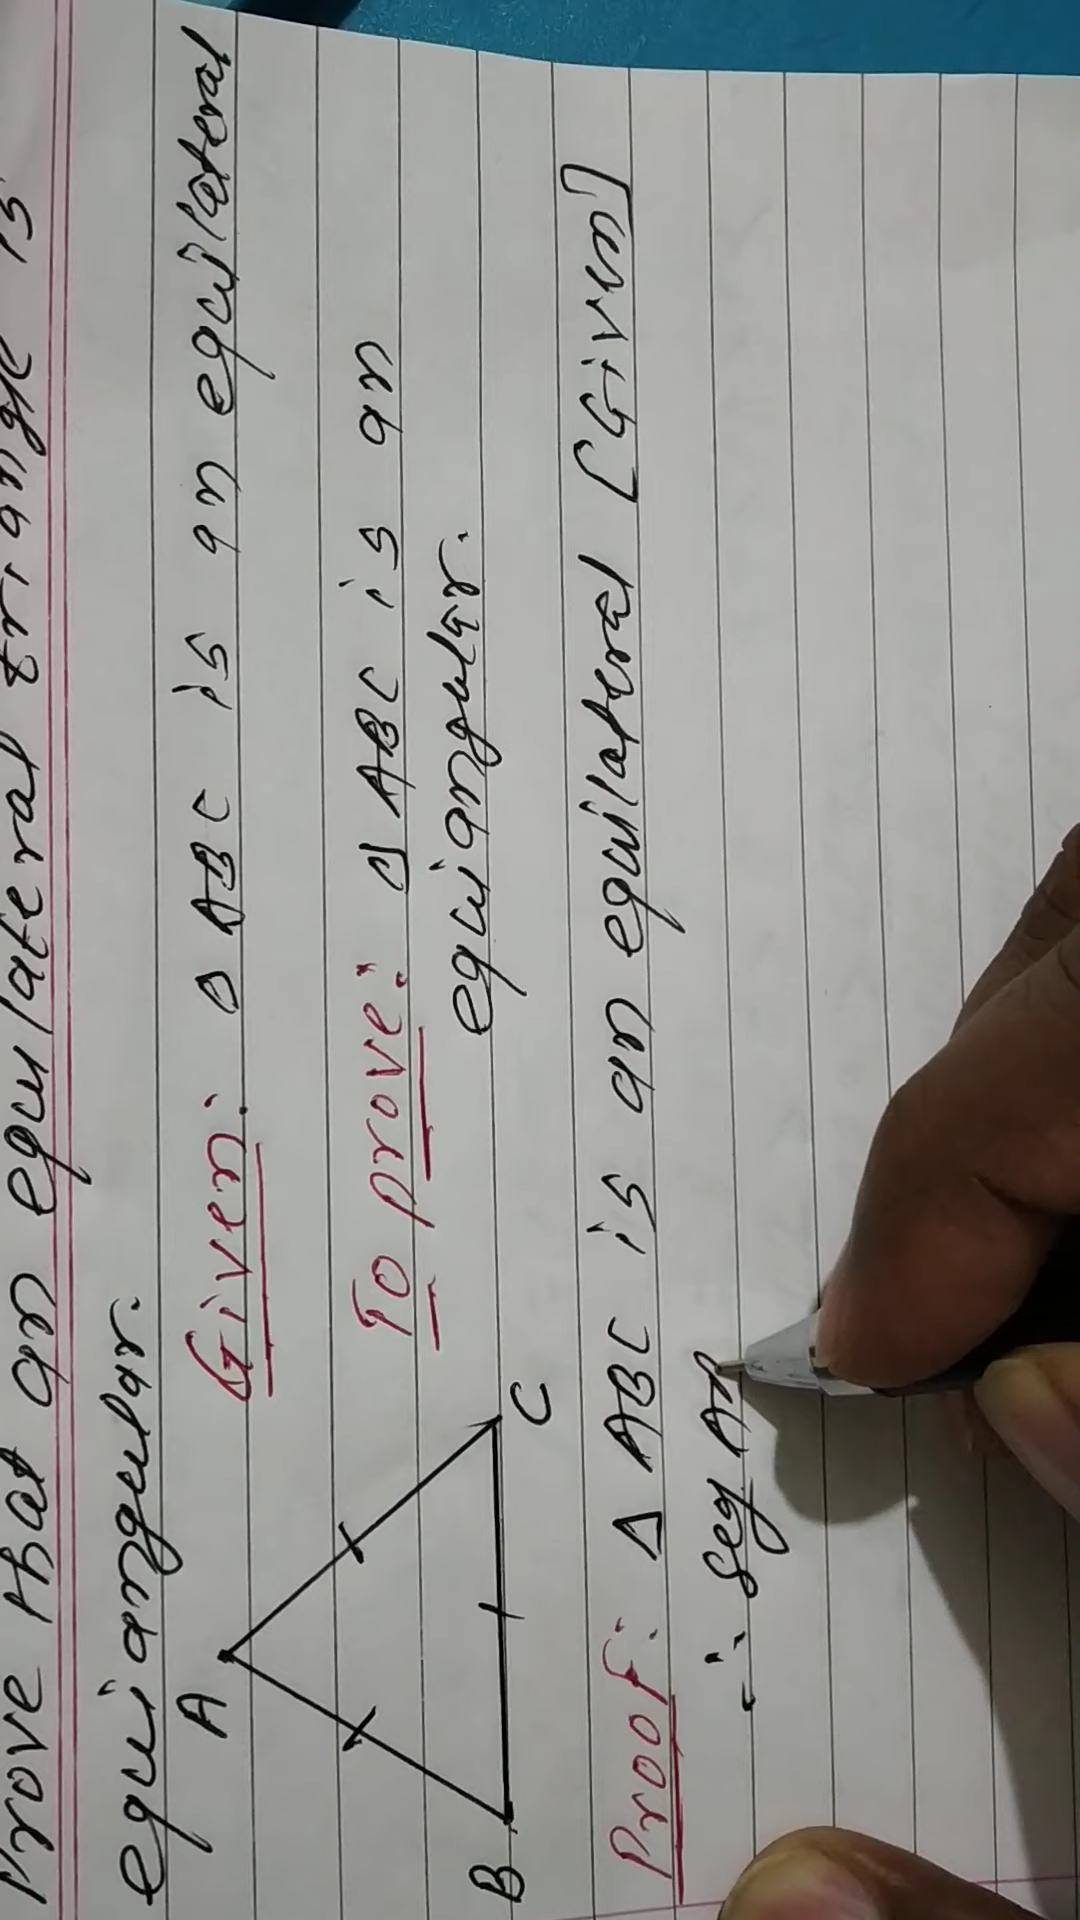 Prove that an equilateral triangle is
equiangular.
Given: Δ ABC is an equilateral
To prove: Δ ABC is an
equiangular.
A
B
C
Proof: Δ ABC is an equilateral [Given]
∴ seg A